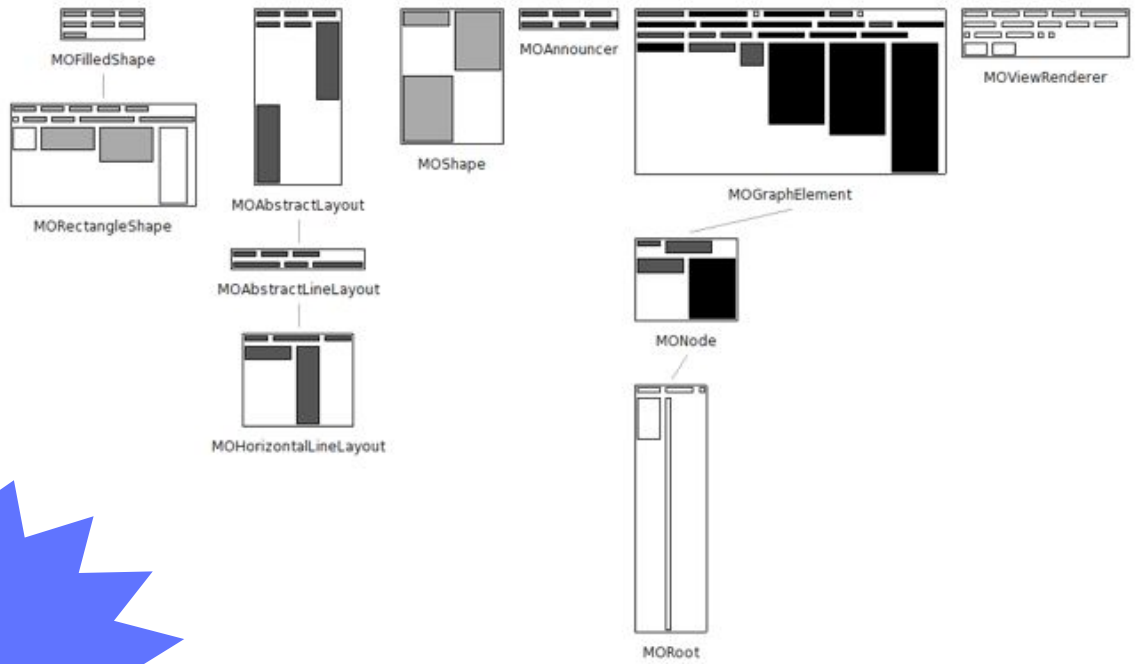 MOFilledShape
MORectangleShape
MOAbstractLayout
MOAbstractLineLayout
MOHorizontalLineLayout
MOShape
MOAnnouncer
MOGraphElement
MONode
MORoot
MOViewRenderer